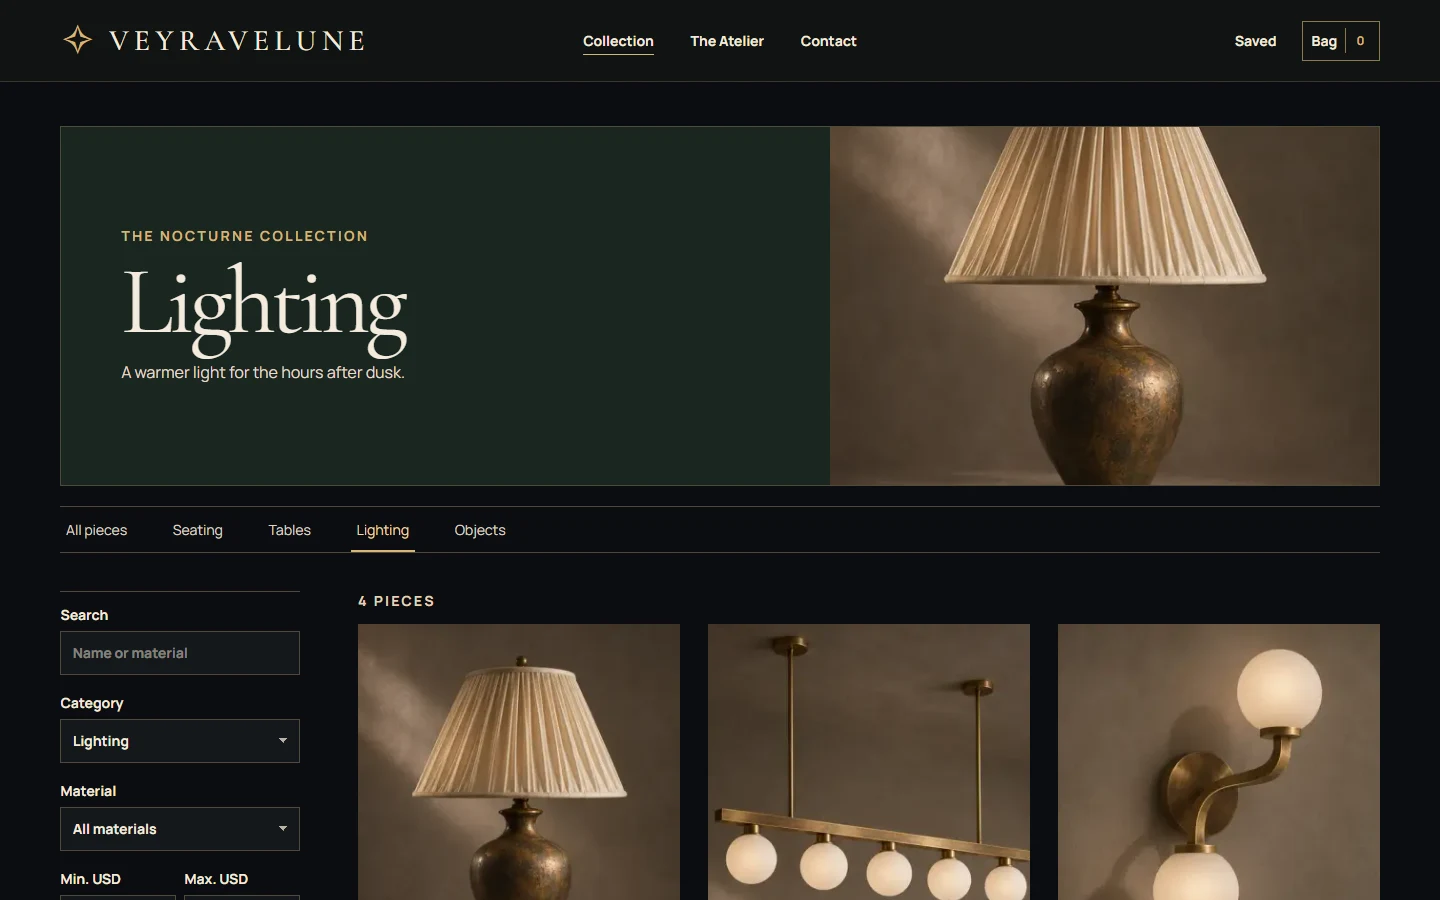 VEYRAVELUNE
Collection
The Atelier
Contact
Saved
Bag 0
THE NOCTURNE COLLECTION
Lighting
A warmer light for the hours after dusk.
All pieces
Seating
Tables
Lighting
Objects
Search
Name or material
Category
Lighting
Material
All materials
Min. USD
Max. USD
4 PIECES